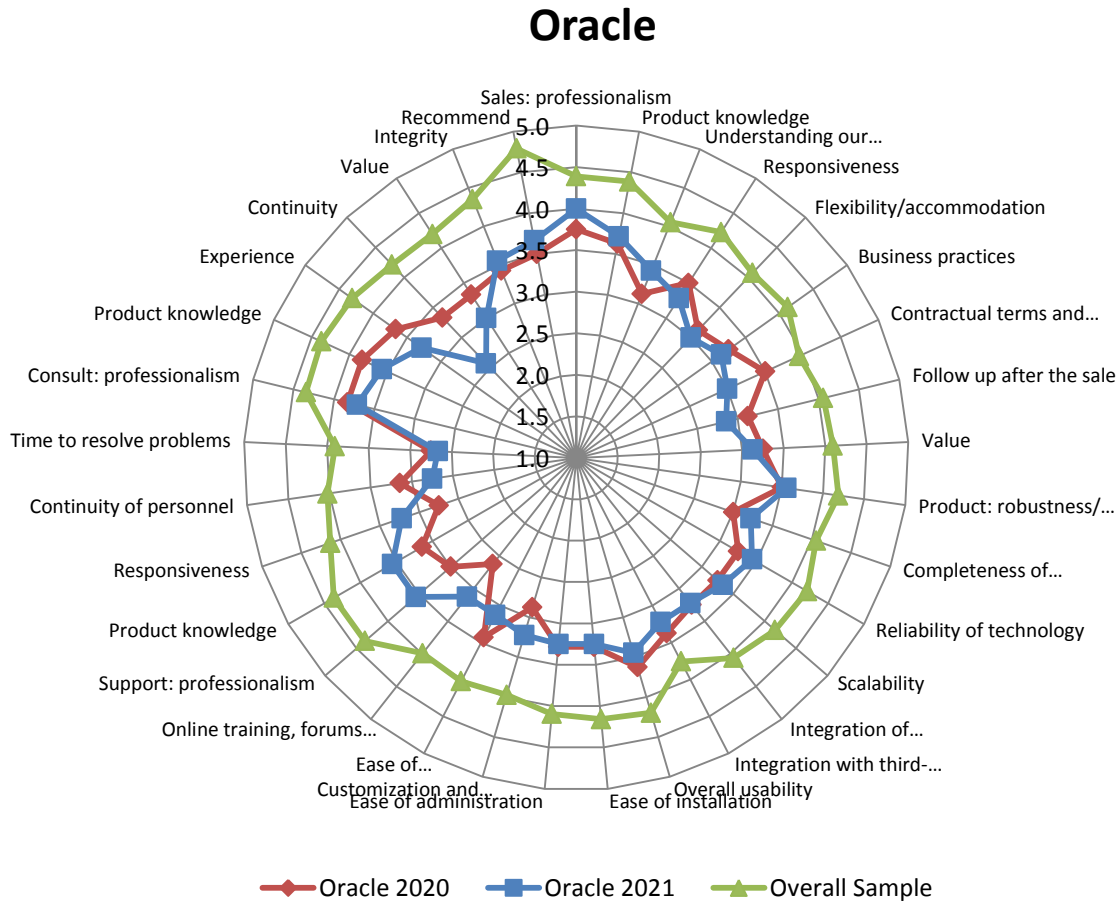 Oracle
Sales: professionalism
Product knowledge
Understanding our...
Responsiveness
Flexibility/accommodation
Business practices
Contractual terms and...
Follow up after the sale
Value
Product: robustness/...
Completeness of...
Reliability of technology
Scalability
Integration of...
Integration with third-...
Overall usability
Ease of installation
Ease of administration
Customization and...
Ease of...
Online training, forums...
Support: professionalism
Product knowledge
Responsiveness
Continuity of personnel
Time to resolve problems
Consult: professionalism
Product knowledge
Experience
Continuity
Value
Integrity
Recommend
5.0
4.5
4.0
3.5
3.0
2.5
2.0
1.5
1.0
Oracle 2020 Oracle 2021 Overall Sample